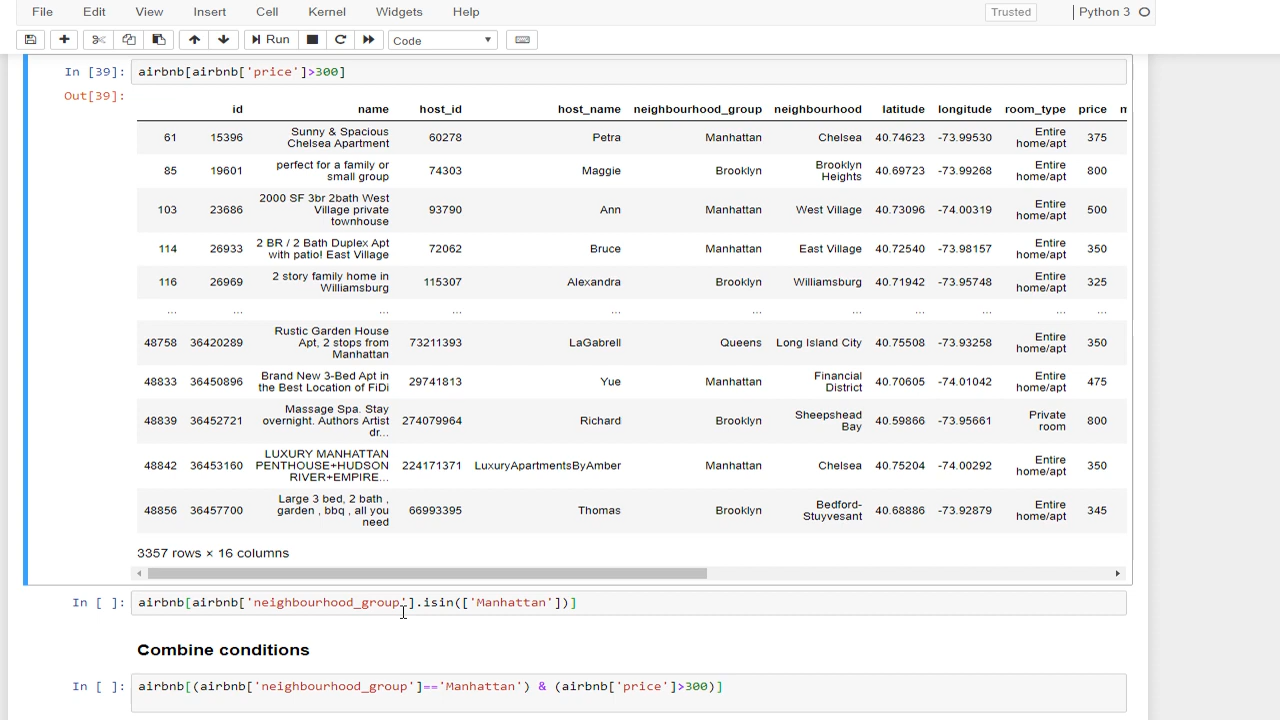 File Edit View Insert Cell Kernel Widgets Help Trusted Python 3
Run Code
In [39]: airbnb[airbnb['price']>300]
Out[39]:
id name host_id host_name neighbourhood_group neighbourhood latitude longitude room_type price m
61 15396 Sunny & Spacious Chelsea Apartment 60278 Petra Manhattan Chelsea 40.74623 -73.99530 Entire home/apt 375
85 19601 perfect for a family or small group 74303 Maggie Brooklyn Brooklyn Heights 40.69723 -73.99268 Entire home/apt 800
103 23686 2000 SF 3br 2bath West Village private townhouse 93790 Ann Manhattan West Village 40.73096 -74.00319 Entire home/apt 500
114 26933 2 BR / 2 Bath Duplex Apt with patio! East Village 72062 Bruce Manhattan East Village 40.72540 -73.98157 Entire home/apt 350
116 26969 2 story family home in Williamsburg 115307 Alexandra Brooklyn Williamsburg 40.71942 -73.95748 Entire home/apt 325
... ... ... ... ... ... ... ... ... ... ...
48758 36420289 Rustic Garden House Apt, 2 stops from Manhattan 73211393 LaGabrell Queens Long Island City 40.75508 -73.93258 Entire home/apt 350
48833 36450896 Brand New 3-Bed Apt in the Best Location of FiDi 29741813 Yue Manhattan Financial District 40.70605 -74.01042 Entire home/apt 475
48839 36452721 Massage Spa. Stay overnight. Authors Artist dr... 274079964 Richard Brooklyn Sheepshead Bay 40.59866 -73.95661 Private room 800
48842 36453160 LUXURY MANHATTAN PENTHOUSE+HUDSON RIVER+EMPIRE... 224171371 LuxuryApartmentsByAmber Manhattan Chelsea 40.75204 -74.00292 Entire home/apt 350
48856 36457700 Large 3 bed, 2 bath , garden , bbq , all you need 66993395 Thomas Brooklyn Bedford-Stuyvesant 40.68886 -73.92879 Entire home/apt 345
3357 rows × 16 columns
In [ ]: airbnb[airbnb['neighbourhood_group'].isin(['Manhattan'])]
Combine conditions
In [ ]: airbnb[(airbnb['neighbourhood_group']=='Manhattan') & (airbnb['price']>300)]